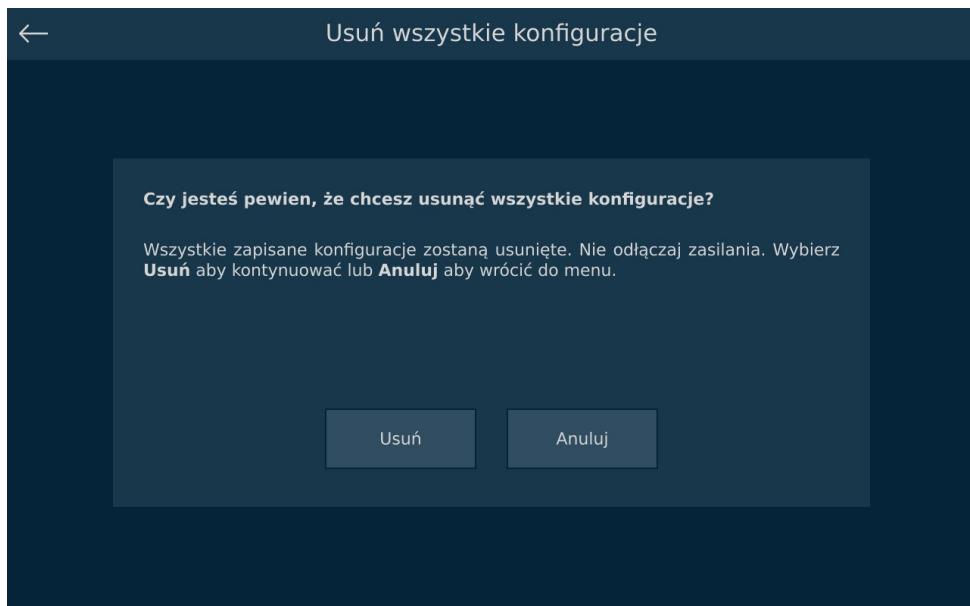 Usuń wszystkie konfiguracje
Czy jesteś pewien, że chcesz usunąć wszystkie konfiguracje?
Wszystkie zapisane konfiguracje zostaną usunięte. Nie odłączaj zasilania. Wybierz
Usuń aby kontynuować lub Anuluj aby wrócić do menu.
Usuń
Anuluj